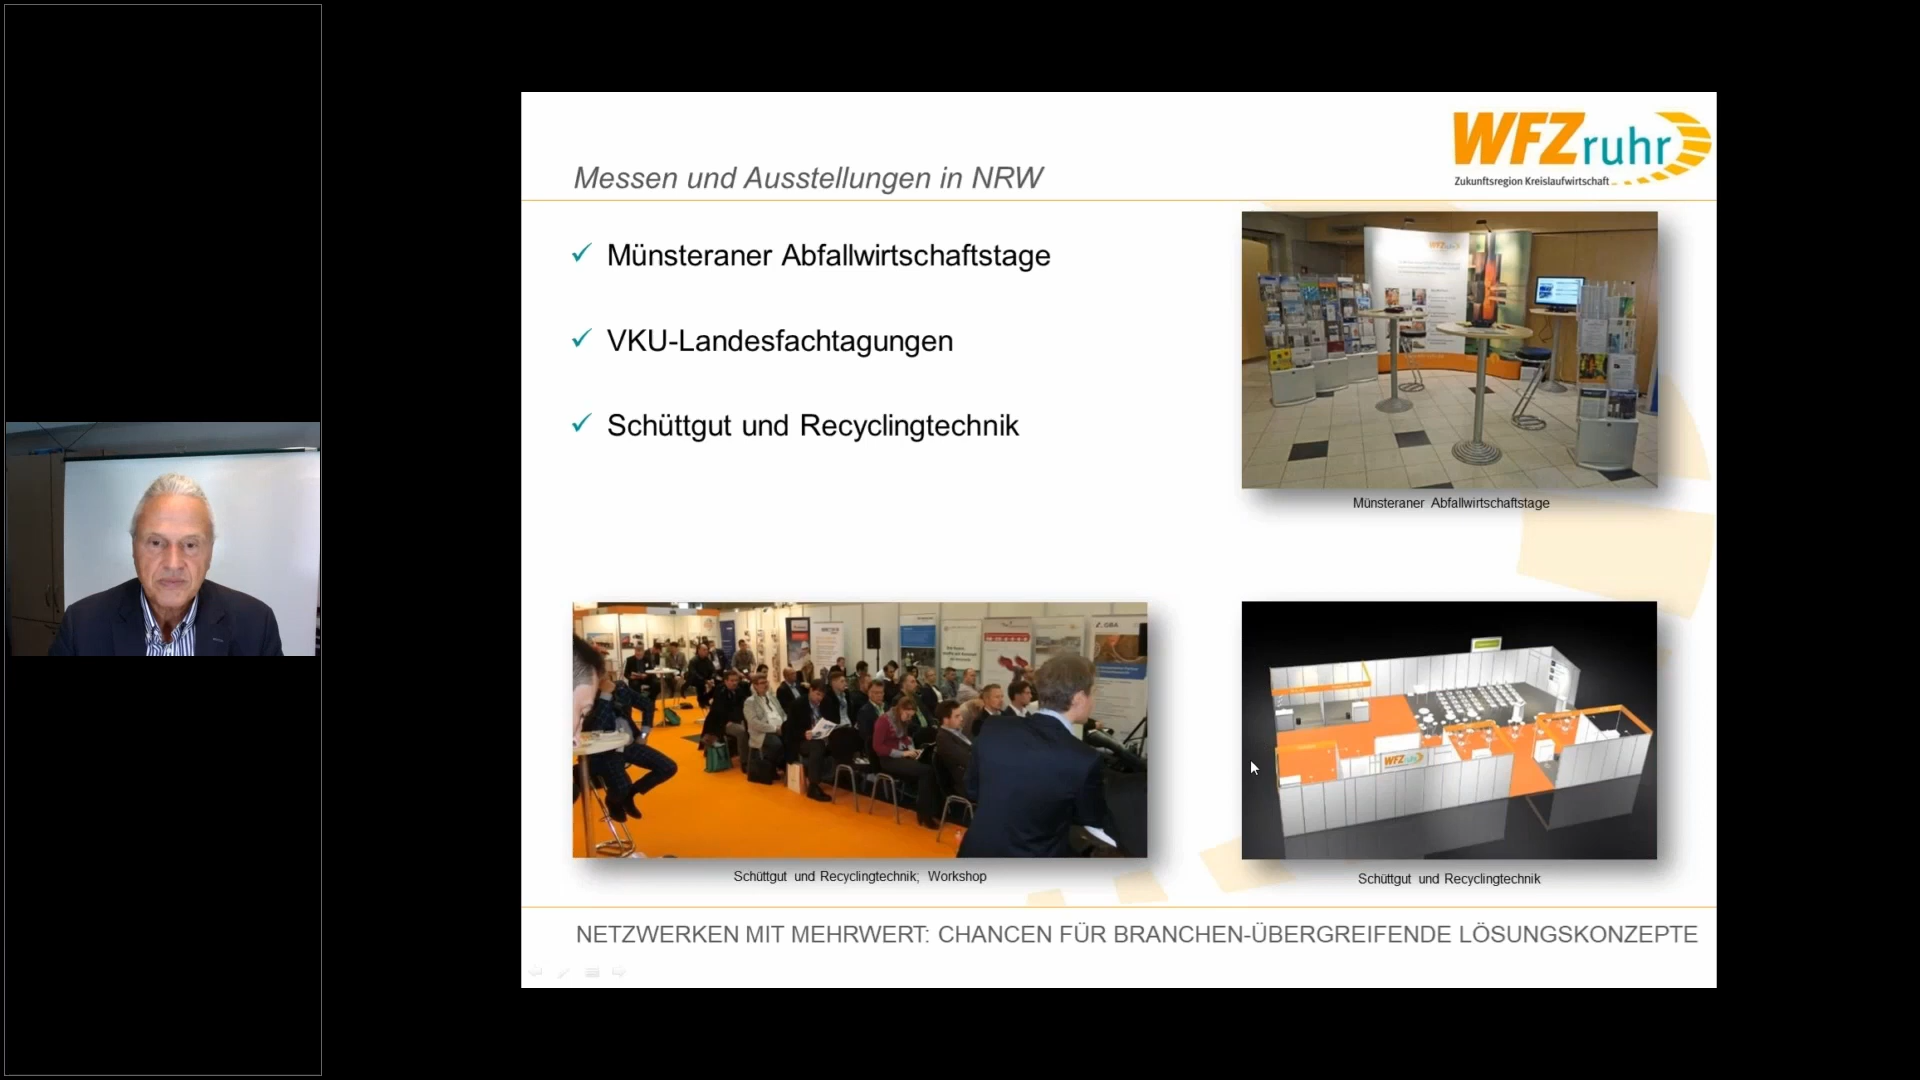 WFZruhr
Zukunftsregion Kreislaufwirtschaft
Messen und Ausstellungen in NRW
Münsteraner Abfallwirtschaftstage
VKU-Landesfachtagungen
Schüttgut und Recyclingtechnik
Münsteraner Abfallwirtschaftstage
WFZruhr
Schüttgut und Recyclingtechnik; Workshop
Schüttgut und Recyclingtechnik
NETZWERKEN MIT MEHRWERT: CHANCEN FÜR BRANCHEN-ÜBERGREIFENDE LÖSUNGSKONZEPTE